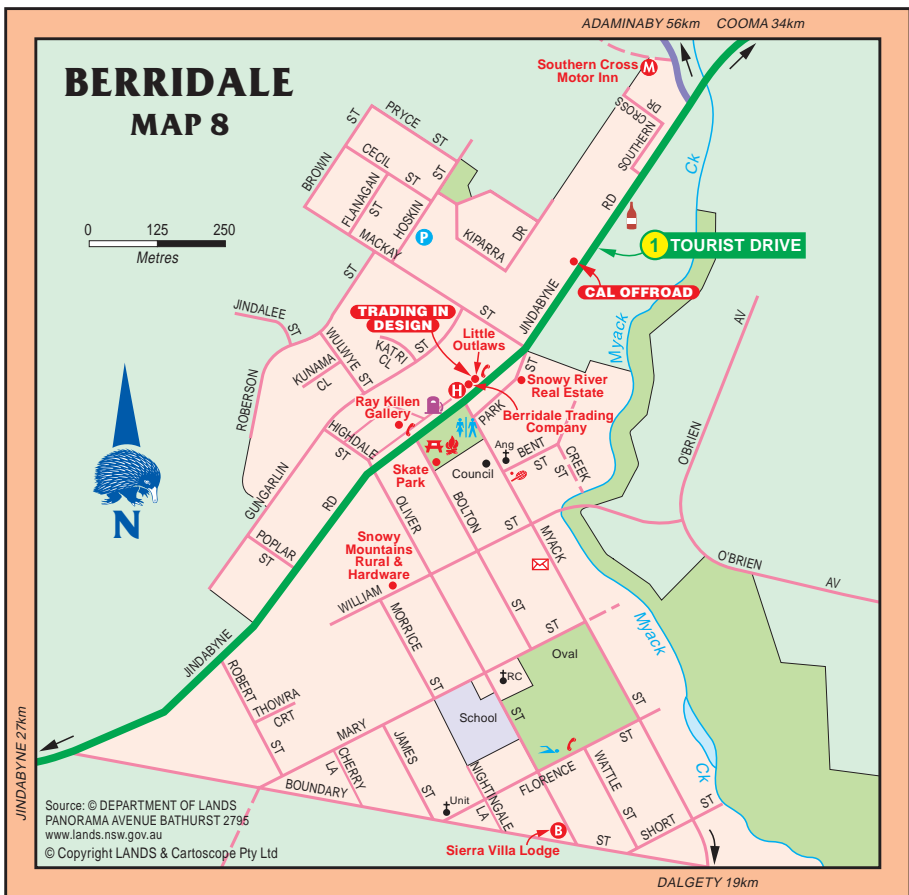 ADAMINABY 56km COOMA 34km
BERRIDALE
MAP 8
Southern Cross
Motor Inn
M
SOUTHERN
CROSS
DR
PRYCE ST
BROWN ST
CECIL ST
FLANAGAN ST
HOSKIN ST
MACKAY ST
KIPARRA DR
P
Ck
RD
0 125 250
Metres
1 TOURIST DRIVE
CAL OFFROAD
JINDABYNE
JINDALEE ST
TRADING IN
DESIGN
Little
Outlaws
WULWYE ST
KATRI
CL
KUNAMA
CL
H
ST
Snowy River
Real Estate
Myack
AV
ROBERSON
ST
Ray Killen
Gallery
Berridale Trading
Company
PARK
HIGHDALE
ST
Ang
BENT
ST
CREEK
ST
Council
Skate
Park
O'BRIEN
GUNGARLIN
RD
OLIVER
BOLTON
ST
MYACK
N
POPLAR
ST
Snowy
Mountains
Rural &
Hardware
WILLIAM
O'BRIEN
AV
MORRICE
ST
ST
ST
Myack
JINDABYNE
ROBERT
ST
THOWRA
CRT
Oval
RC
School
ST
ST
MARY
JAMES
ST
CHERRY
LA
NIGHTINGALE
LA
FLORENCE
ST
WATTLE
ST
Ck
BOUNDARY
ST
SHORT
ST
Unit
B
Sierra Villa Lodge
JINDABYNE 27km
Source: © DEPARTMENT OF LANDS
PANORAMA AVENUE BATHURST 2795
www.lands.nsw.gov.au
© Copyright LANDS & Cartoscope Pty Ltd
DALGETY 19km